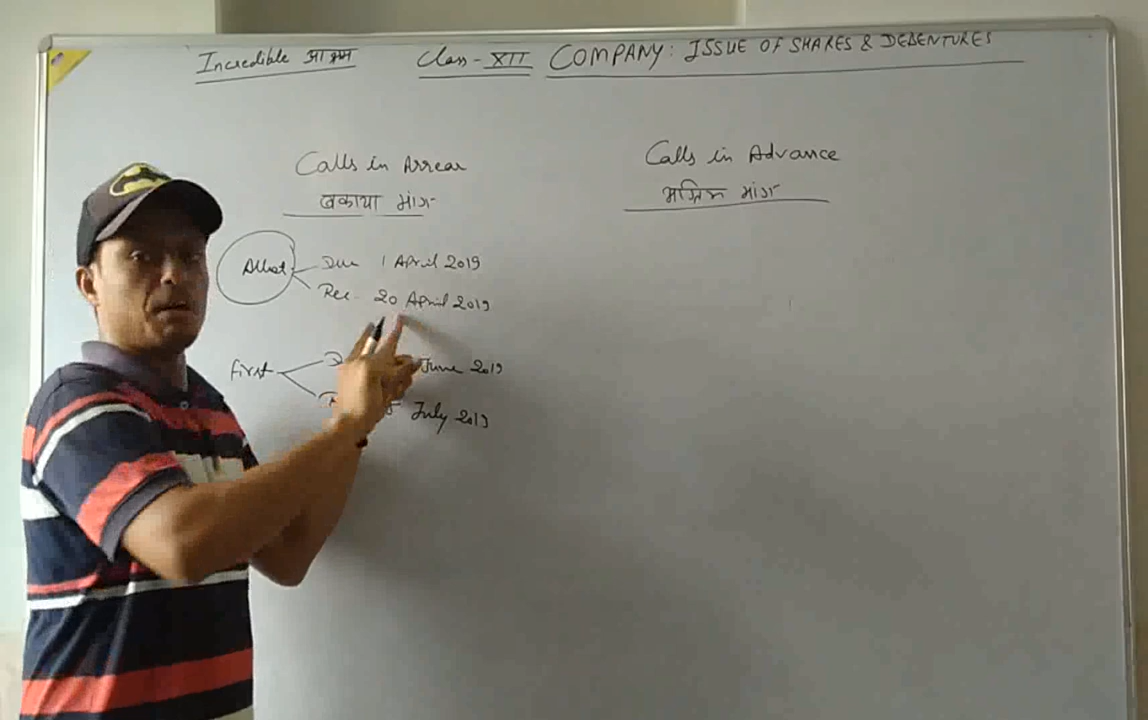 Incredible आश्रम Class - XII COMPANY: ISSUE OF SHARES & DEBENTURES
Calls in Arrear
बकाया मांग
Allot Due 1 April 2019
Rec. 20 April 2019
first June 2019
July 2019
Calls in Advance
अग्रिम मांग